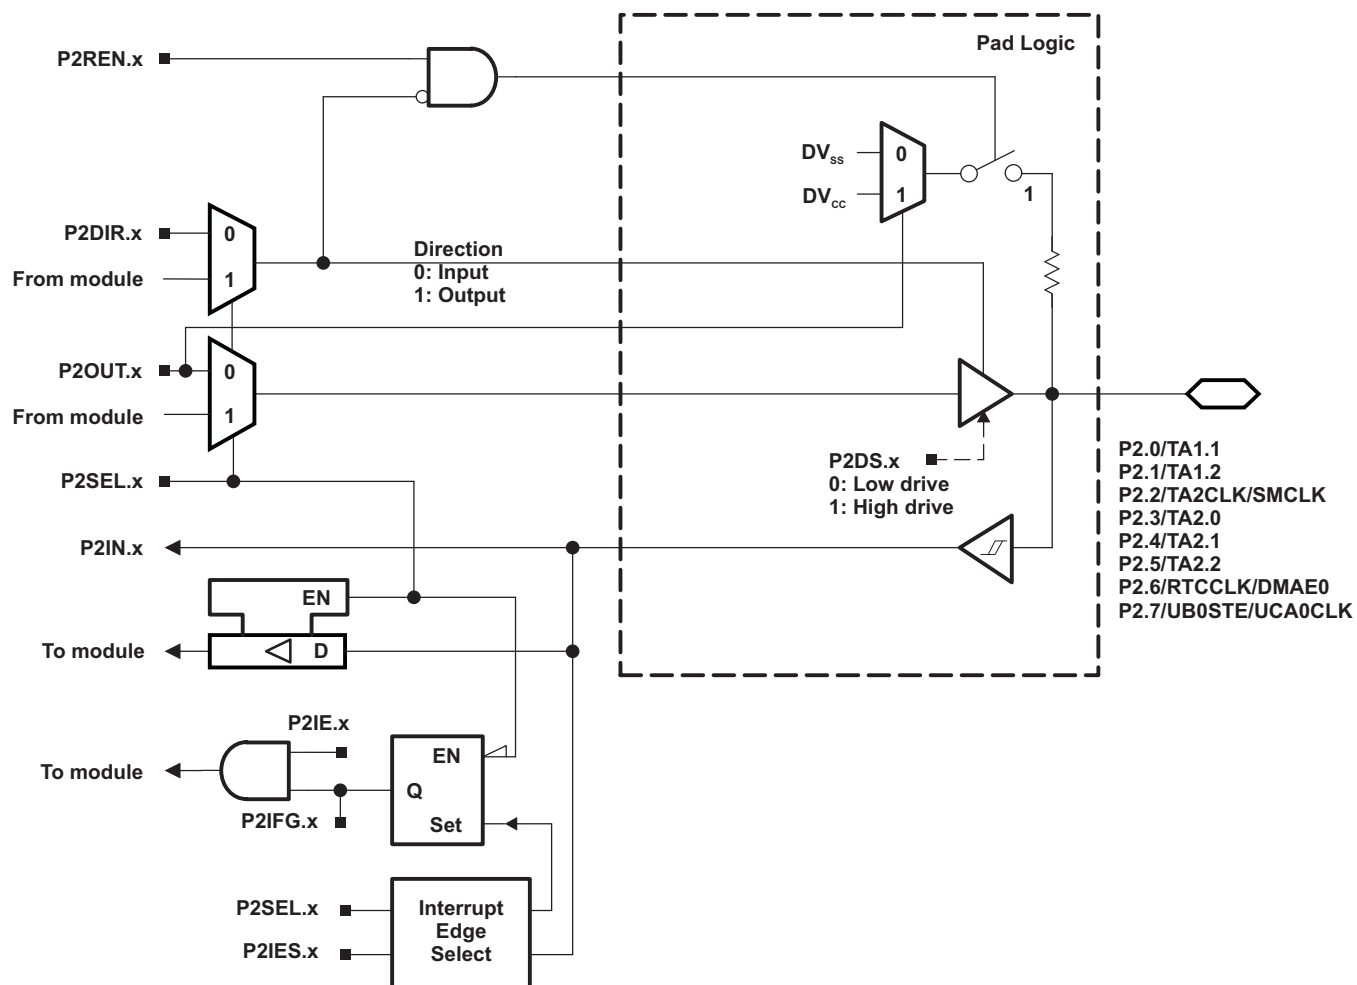 Pad Logic
P2REN.x
DVSS
0
DVCC
1
1
P2DIR.x
0
From module
1
Direction
0: Input
1: Output
P2OUT.x
0
From module
1
P2SEL.x
P2DS.x
0: Low drive
1: High drive
P2.0/TA1.1
P2.1/TA1.2
P2.2/TA2CLK/SMCLK
P2.3/TA2.0
P2.4/TA2.1
P2.5/TA2.2
P2.6/RTCCLK/DMAE0
P2.7/UB0STE/UCA0CLK
P2IN.x
EN
To module
D
P2IE.x
EN
To module
Q
P2IFG.x
Set
P2SEL.x
Interrupt
Edge
Select
P2IES.x